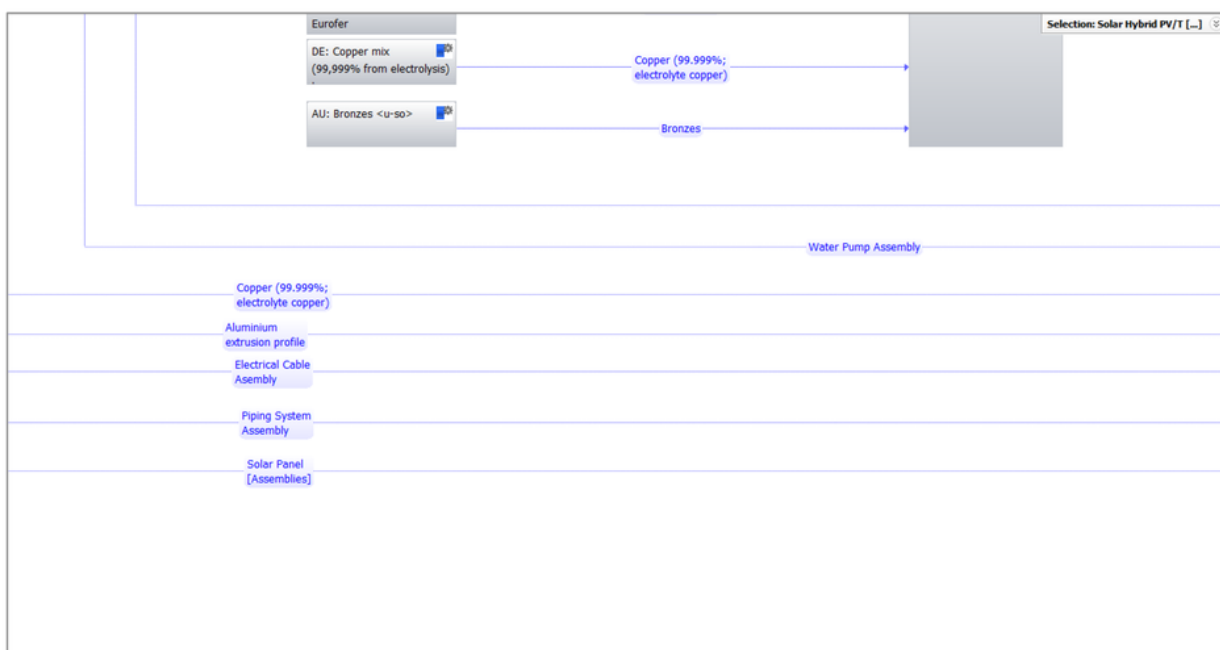 Eurofer
Selection: Solar Hybrid PV/T [...]
DE: Copper mix
(99,999% from electrolysis)
Copper (99.999%;
electrolyte copper)
AU: Bronzes <u-so>
Bronzes
Water Pump Assembly
Copper (99.999%;
electrolyte copper)
Aluminium
extrusion profile
Electrical Cable
Asembly
Piping System
Assembly
Solar Panel
[Assemblies]